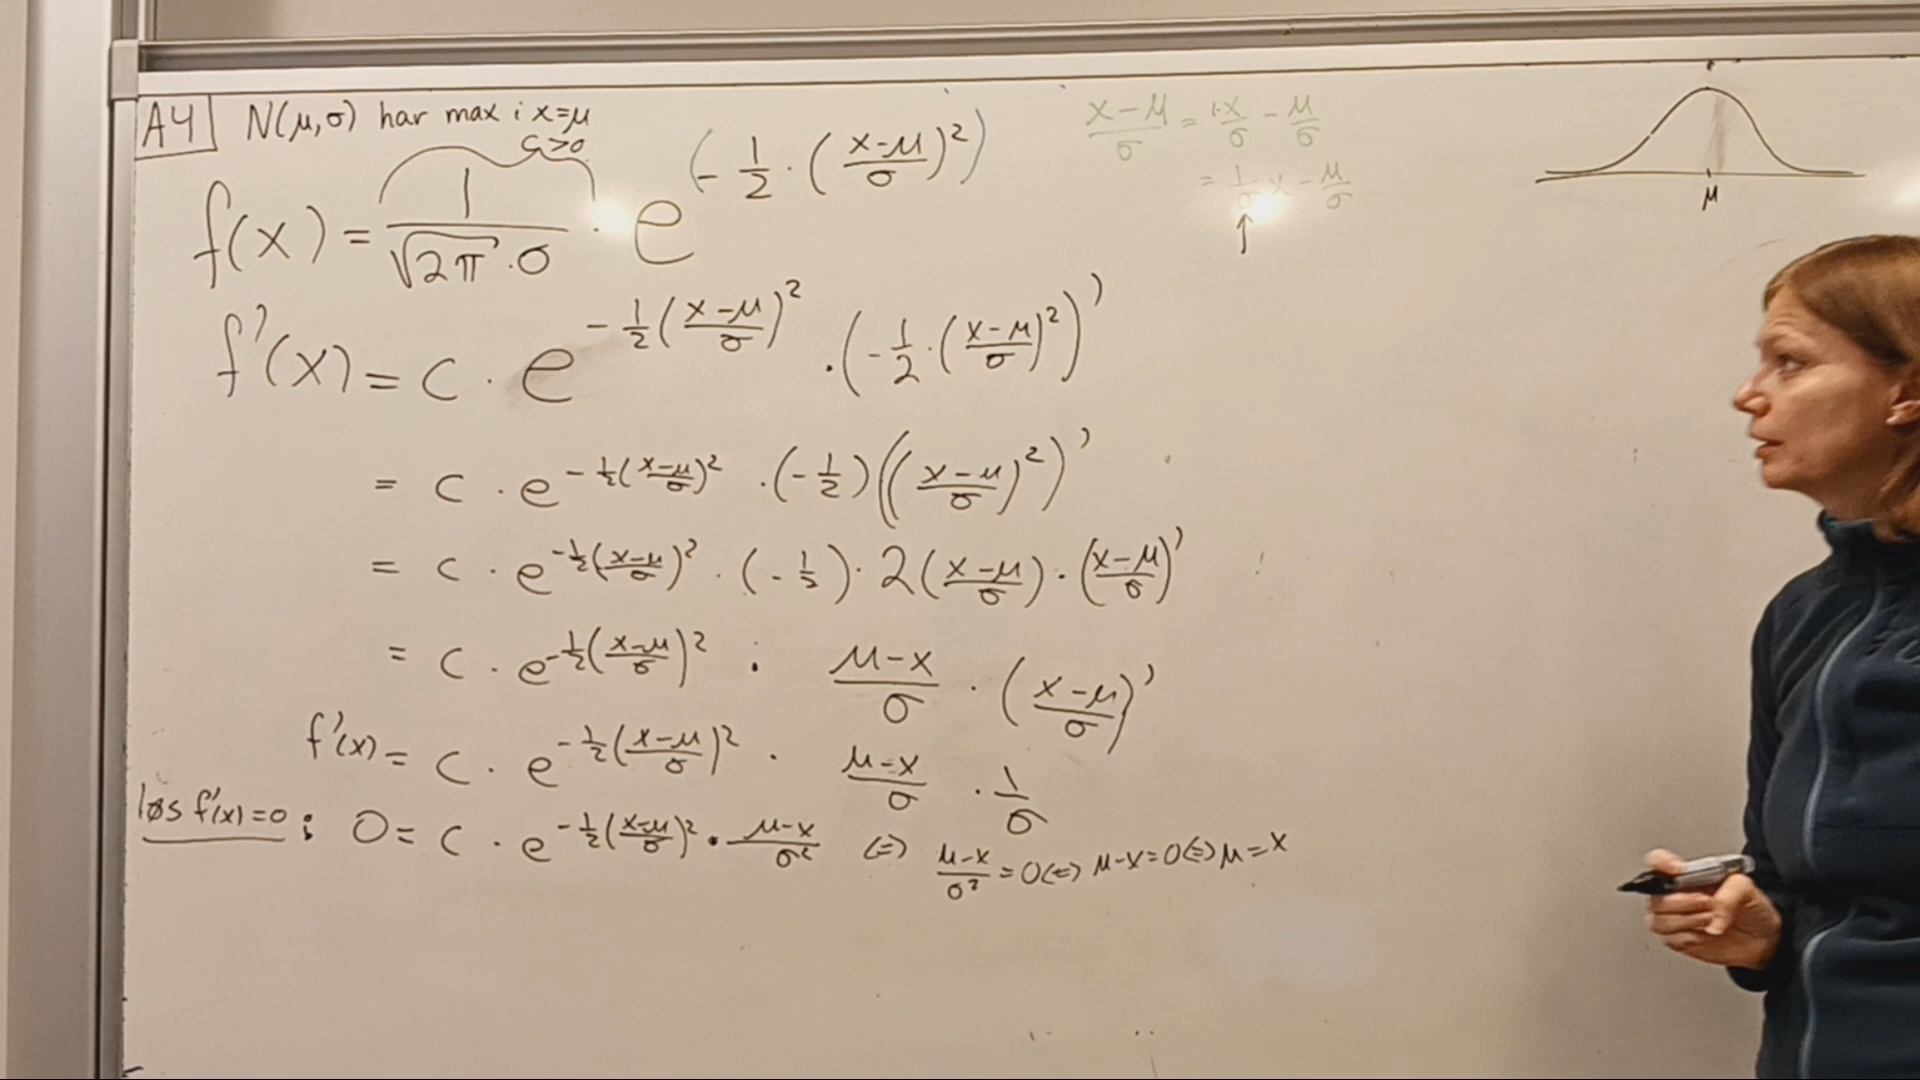 A4 N(μ,σ) har max i x=μ
c>0
f(x) = 1/(√2π · σ) · e^(-1/2 · ((x-μ)/σ)²)
(x-μ)/σ = 1·x/σ - μ/σ
= 1/σ x - μ/σ
↑
μ
f'(x) = c · e^(-1/2((x-μ)/σ)²) · (-1/2 · ((x-μ)/σ)²)'
= c · e^(-1/2((x-μ)/σ)²) · (-1/2)(((x-μ)/σ)²)'
= c · e^(-1/2((x-μ)/σ)²) · (-1/2) · 2((x-μ)/σ) · ((x-μ)/σ)'
= c · e^(-1/2((x-μ)/σ)²) · (μ-x)/σ · ((x-μ)/σ)'
f'(x) = c · e^(-1/2((x-μ)/σ)²) · (μ-x)/σ · 1/σ
løs f'(x)=0 : 0 = c · e^(-1/2((x-μ)/σ)²) · (μ-x)/σ² (=) (μ-x)/σ² = 0 (=) μ-x=0 (=) μ=x